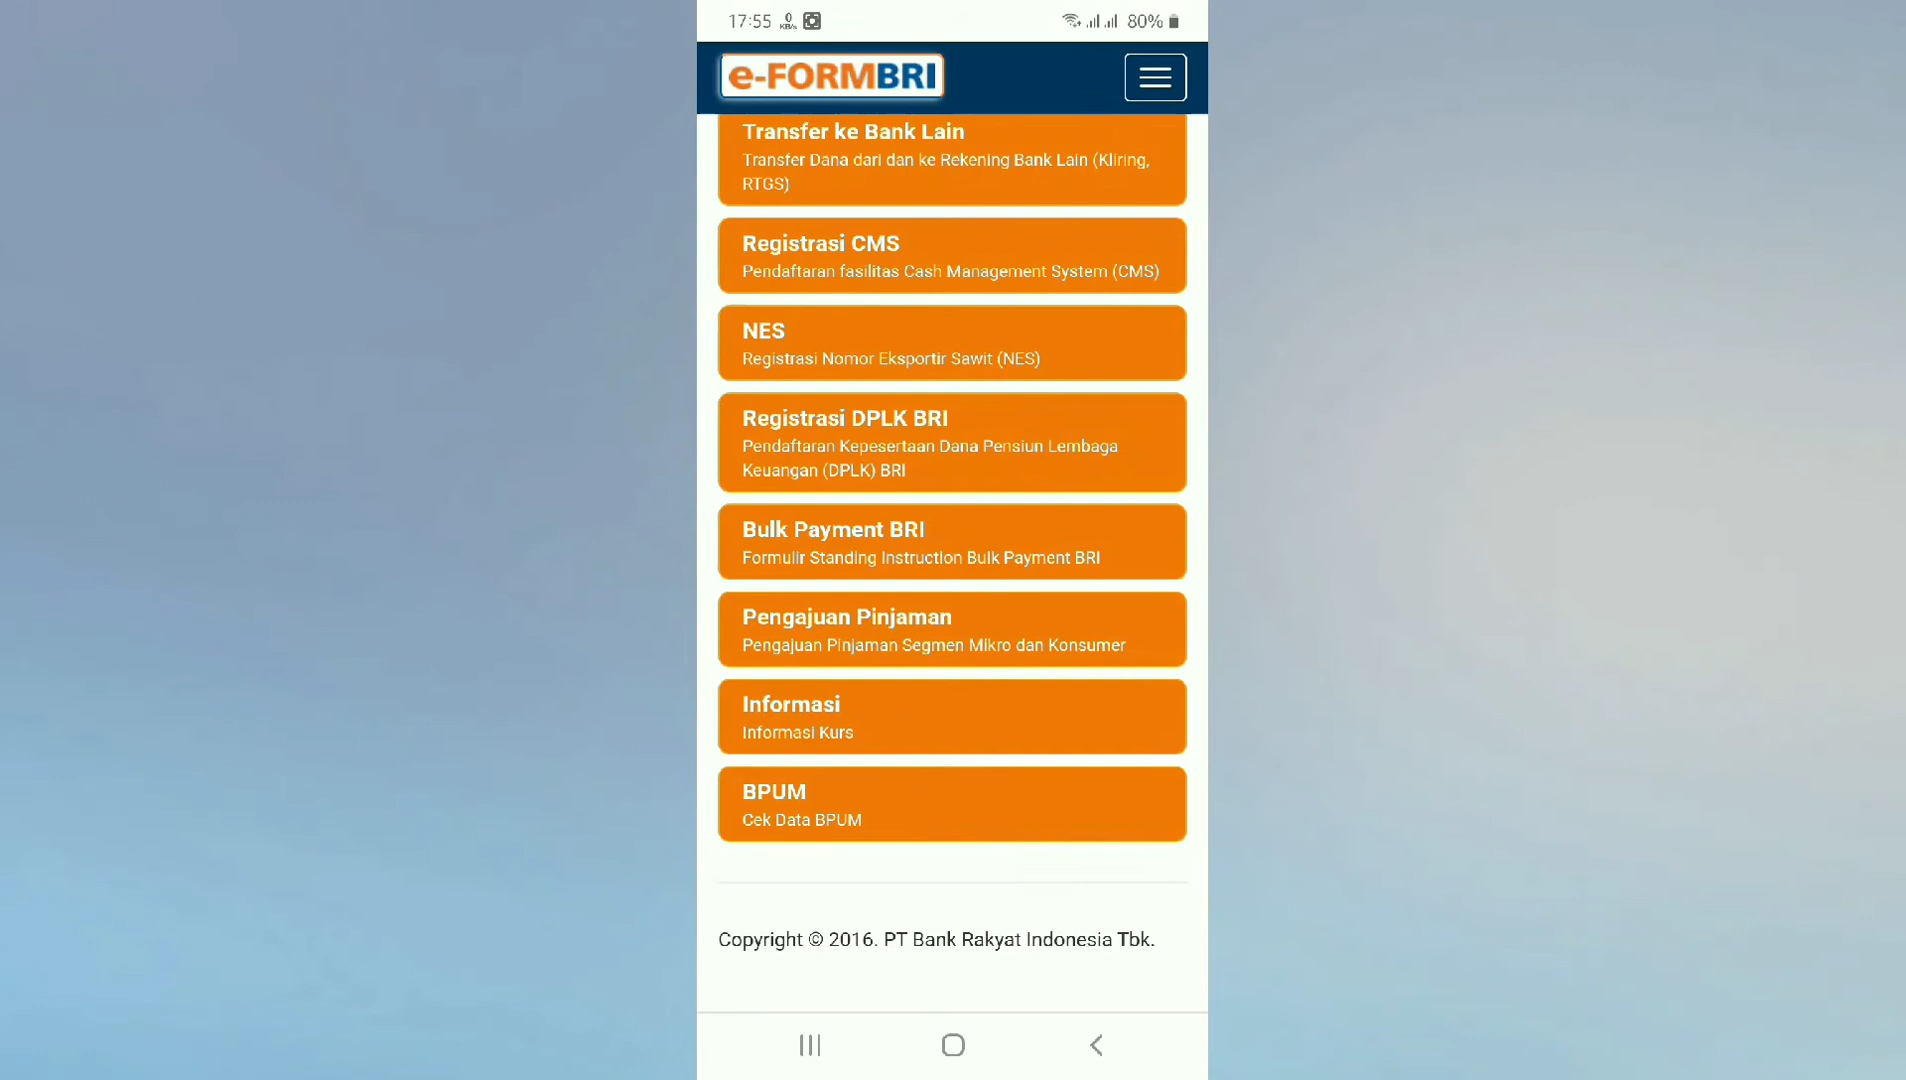 17:55 0 KB/s 80%
e-FORMBRI
Transfer ke Bank Lain
Transfer Dana dari dan ke Rekening Bank Lain (Kliring,
RTGS)
Registrasi CMS
Pendaftaran fasilitas Cash Management System (CMS)
NES
Registrasi Nomor Eksportir Sawit (NES)
Registrasi DPLK BRI
Pendaftaran Kepesertaan Dana Pensiun Lembaga
Keuangan (DPLK) BRI
Bulk Payment BRI
Formulir Standing Instruction Bulk Payment BRI
Pengajuan Pinjaman
Pengajuan Pinjaman Segmen Mikro dan Konsumer
Informasi
Informasi Kurs
BPUM
Cek Data BPUM
Copyright © 2016. PT Bank Rakyat Indonesia Tbk.